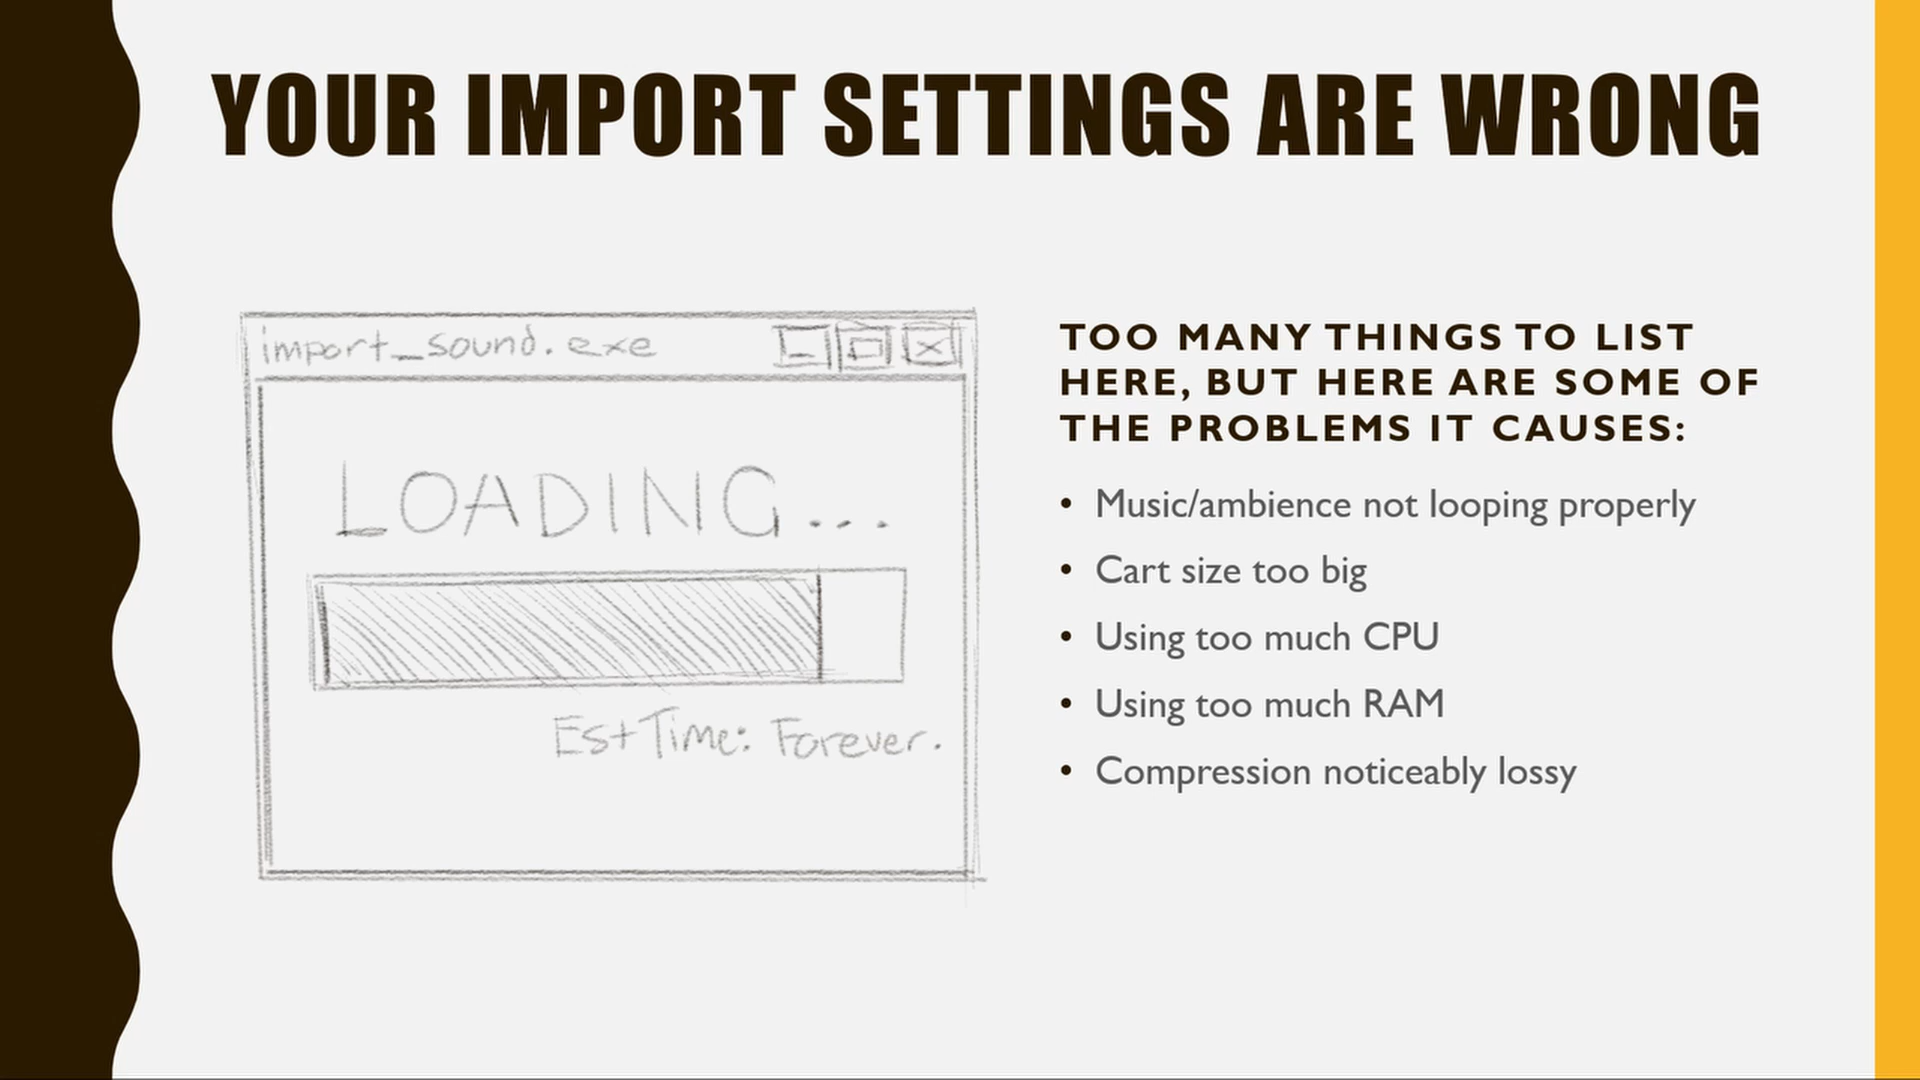 YOUR IMPORT SETTINGS ARE WRONG
import_sound.exe
LOADING...
Est Time: Forever.
TOO MANY THINGS TO LIST
HERE, BUT HERE ARE SOME OF
THE PROBLEMS IT CAUSES:
• Music/ambience not looping properly
• Cart size too big
• Using too much CPU
• Using too much RAM
• Compression noticeably lossy